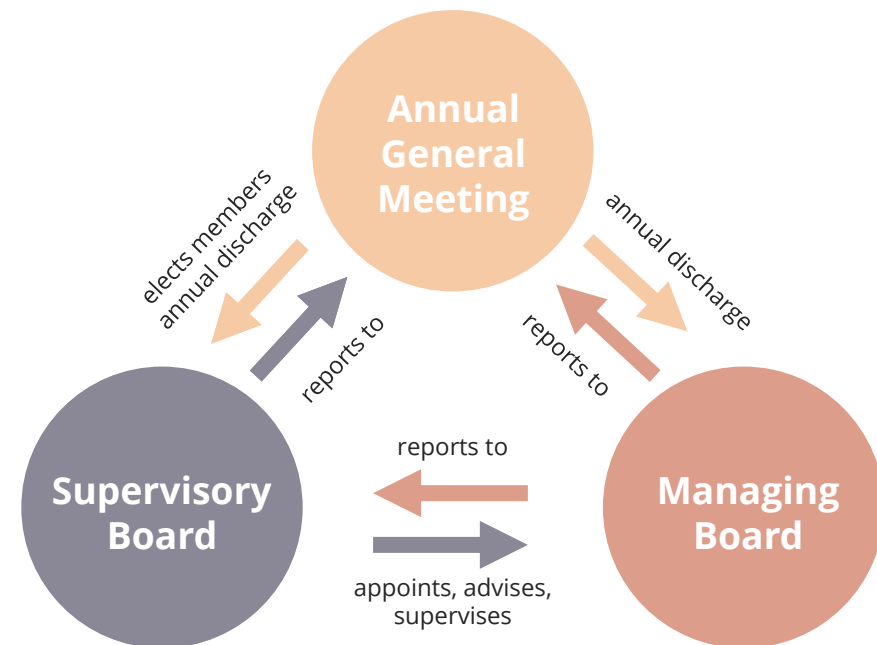 Annual
General
Meeting
elects members
annual discharge
reports to
annual discharge
reports to
reports to
Supervisory
Board
Managing
Board
appoints, advises,
supervises